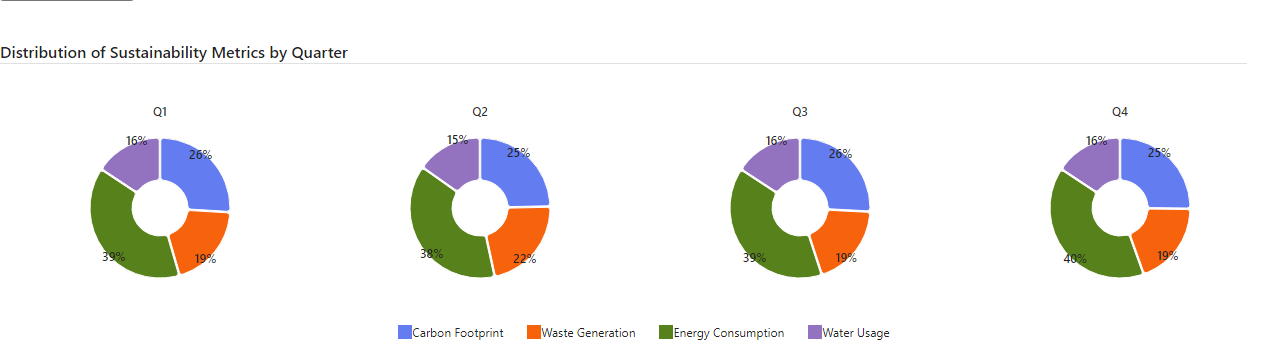 Distribution of Sustainability Metrics by Quarter
Q1
16%
26%
39%
19%
Q2
15%
25%
38%
22%
Q3
16%
26%
39%
19%
Q4
16%
25%
40%
19%
Carbon Footprint Waste Generation Energy Consumption Water Usage